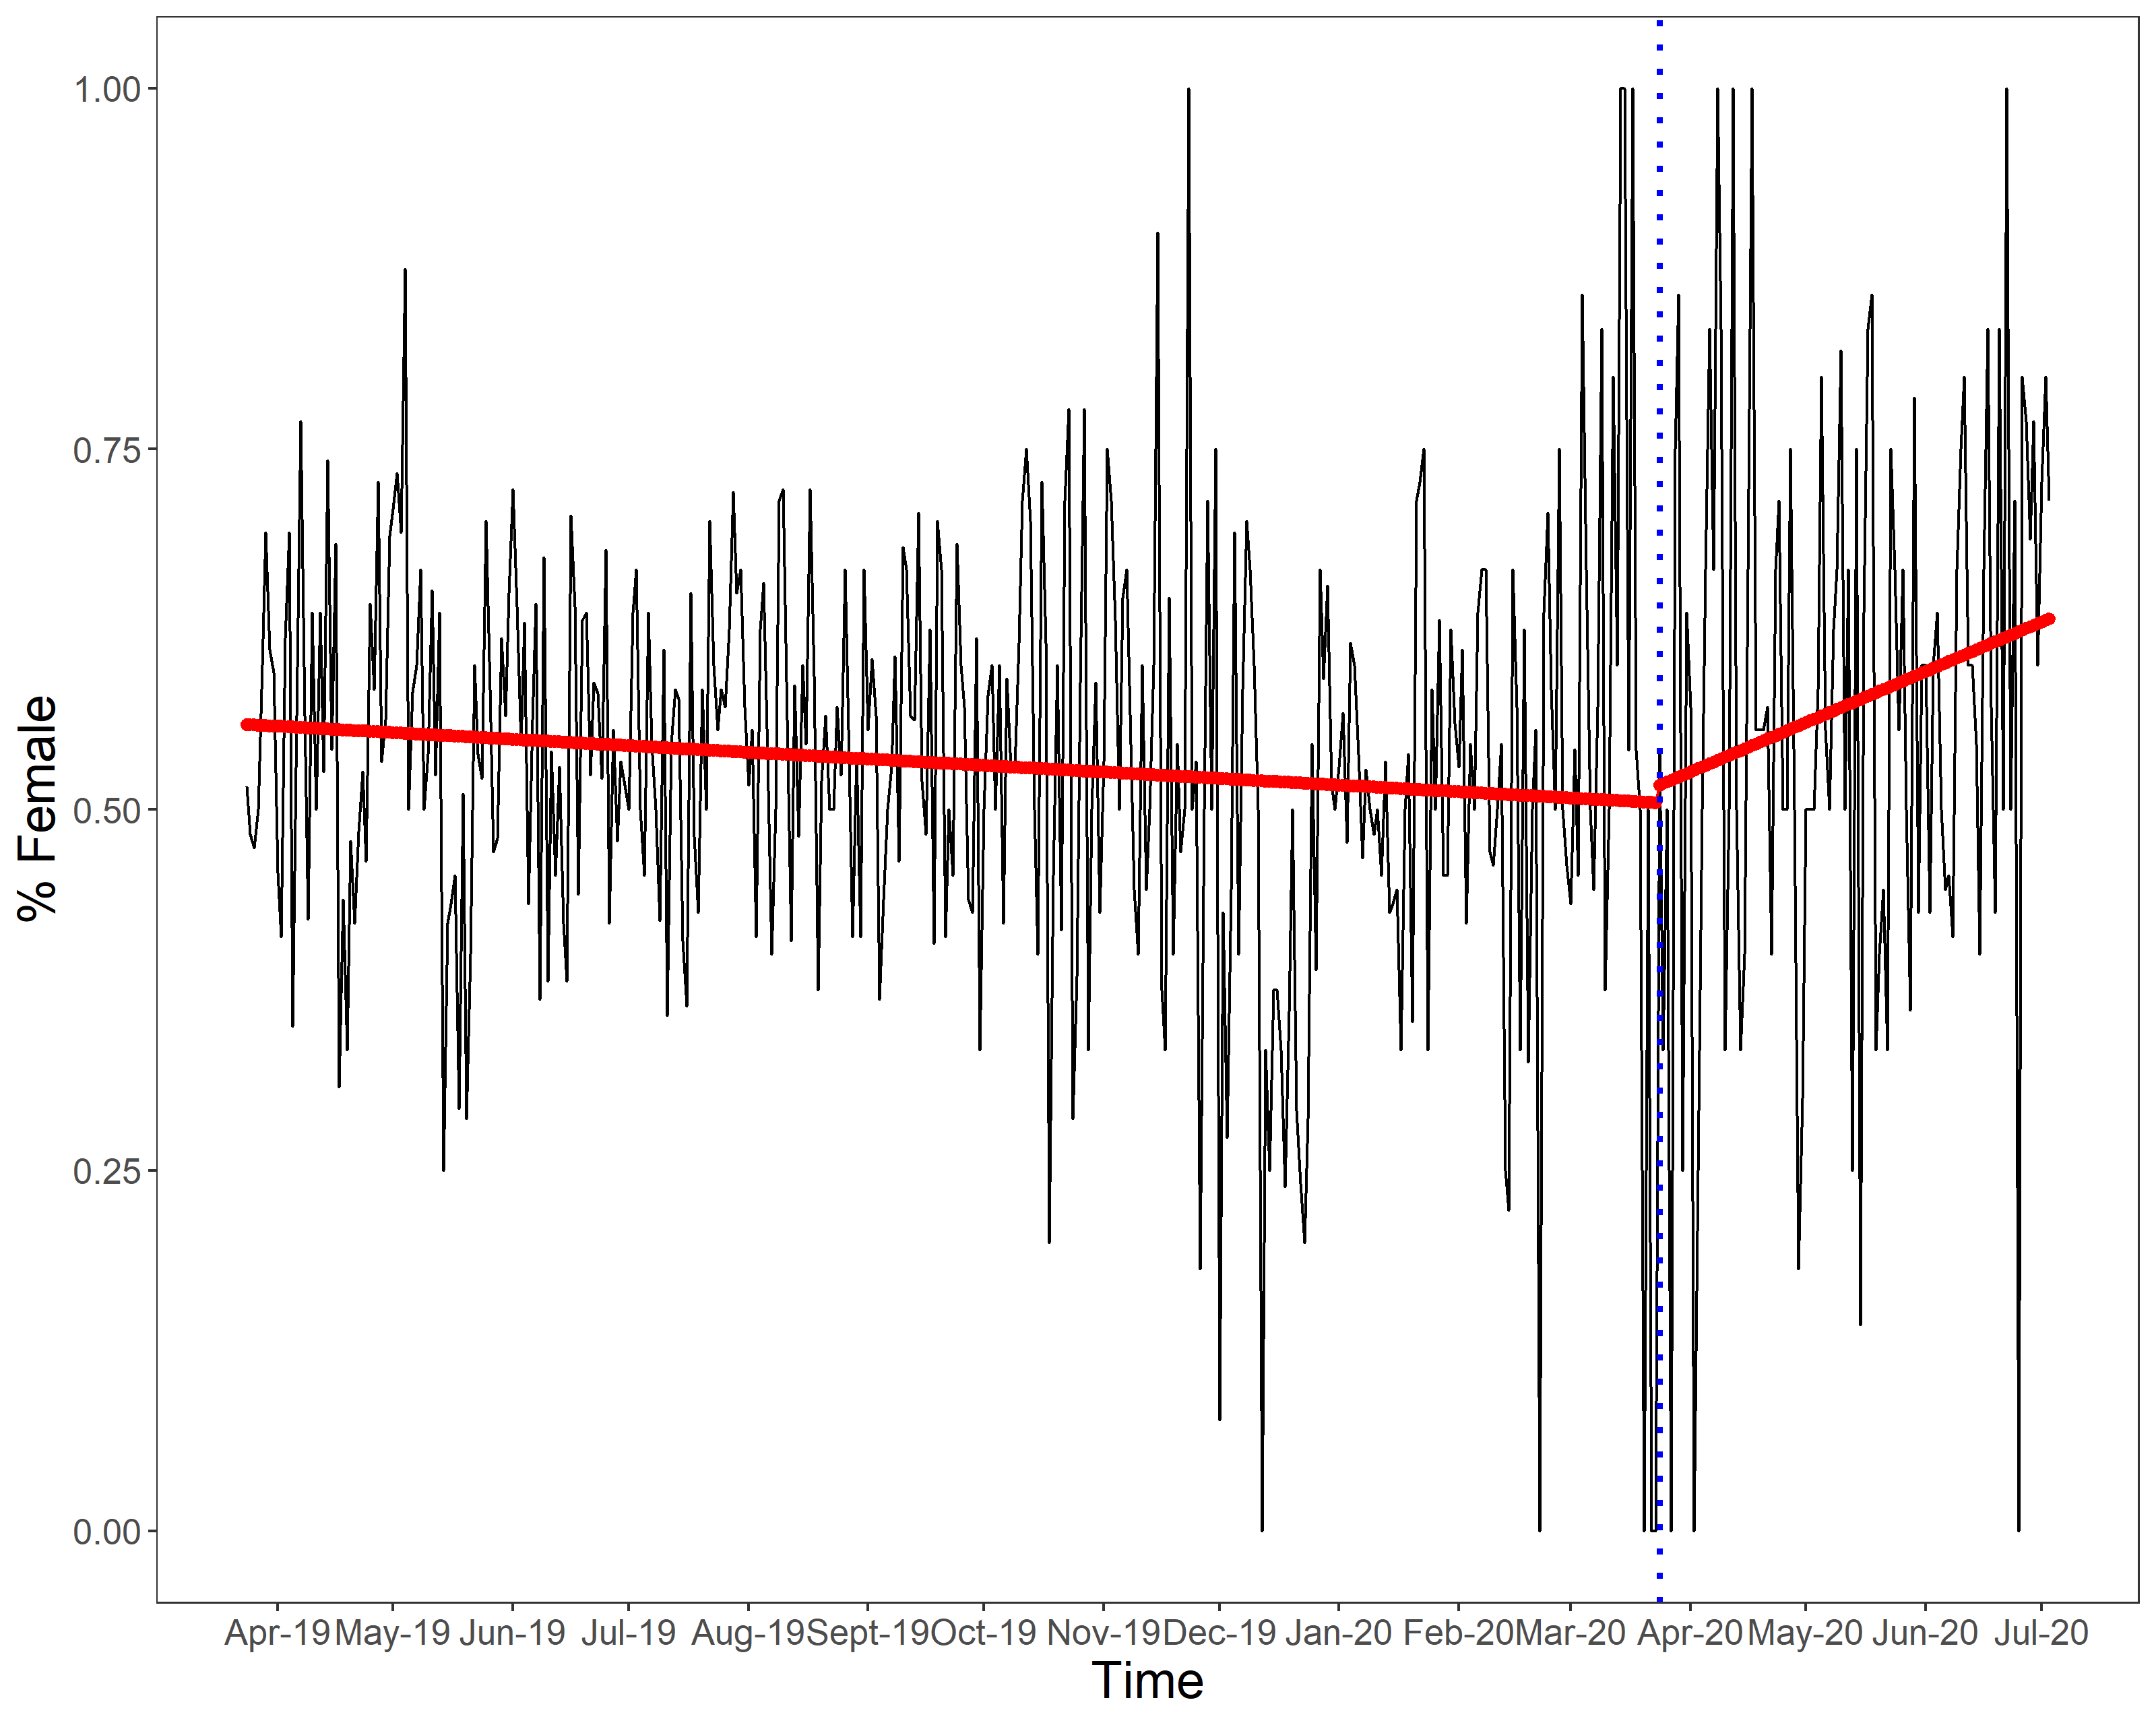 % Female
1.00
0.75
0.50
0.25
0.00
Apr-19 May-19 Jun-19 Jul-19 Aug-19 Sept-19 Oct-19 Nov-19 Dec-19 Jan-20 Feb-20 Mar-20 Apr-20 May-20 Jun-20 Jul-20
Time